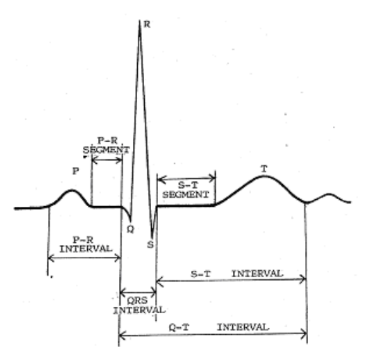 R
P-R
SEGMENT
P
S-T
SEGMENT
T
Q
S
P-R
INTERVAL
S-T INTERVAL
QRS
INTERVAL
Q-T INTERVAL